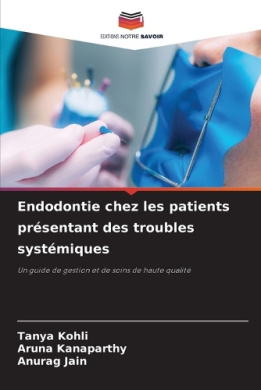 EDITIONS NOTRE SAVOIR
Endodontie chez les patients
présentant des troubles
systémiques
Un guide de gestion et de soins de haute qualité
Tanya Kohli
Aruna Kanaparthy
Anurag Jain